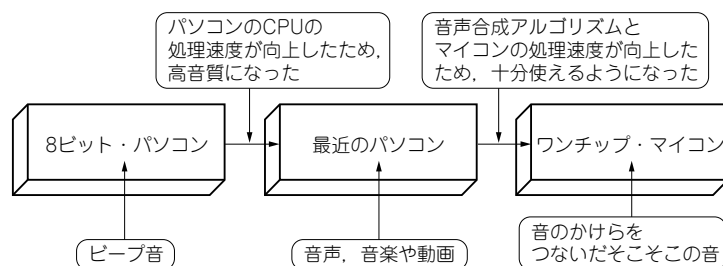 パソコンのCPUの
処理速度が向上したため，
高音質になった
音声合成アルゴリズムと
マイコンの処理速度が向上した
ため，十分使えるようになった
8ビット・パソコン
最近のパソコン
ワンチップ・マイコン
ビープ音
音声，音楽や動画
音のかけらを
つないだそこそこの音